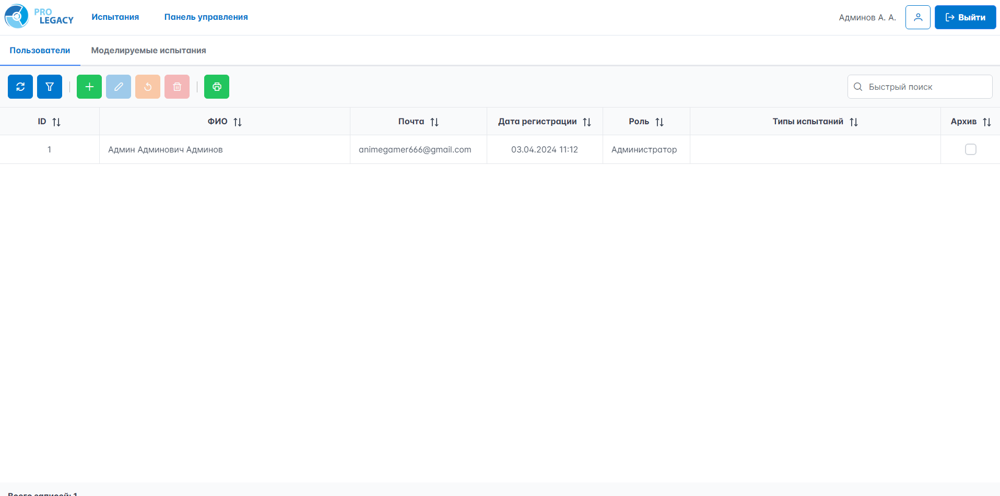 PRO
LEGACY
Испытания
Панель управления
Админов А. А.
Выйти
Пользователи
Моделируемые испытания
Быстрый поиск
ID
ФИО
Почта
Дата регистрации
Роль
Типы испытаний
Архив
1
Админ Админович Админов
animegamer666@gmail.com
03.04.2024 11:12
Администратор
Всего записей: 1